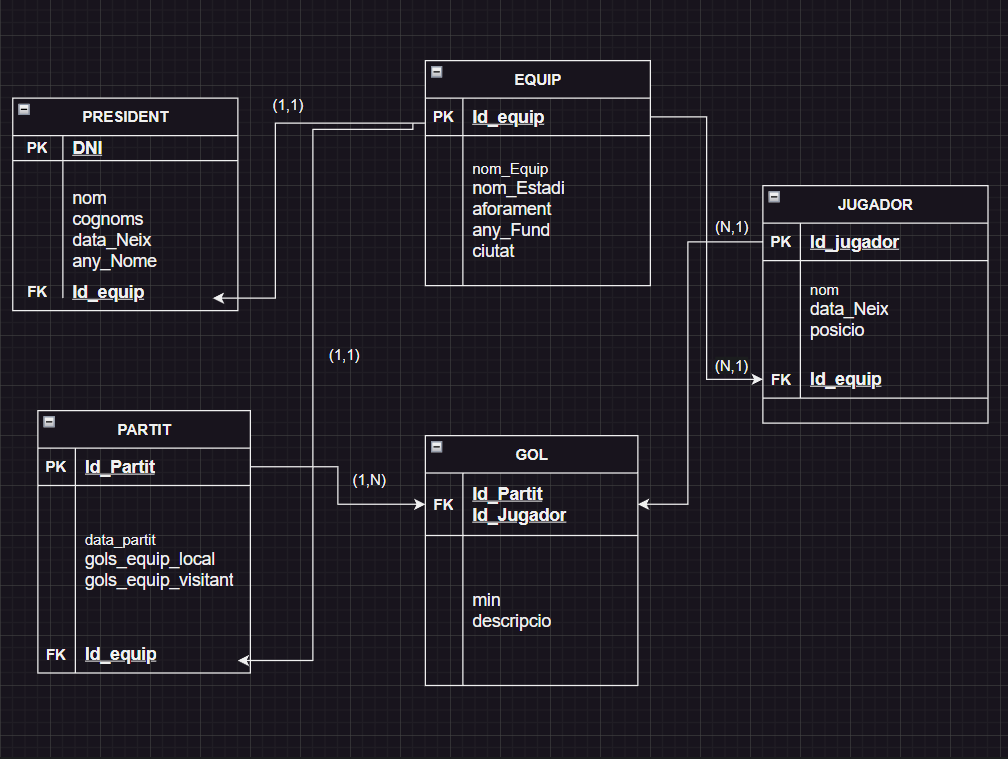 PRESIDENT
PK DNI
nom
cognoms
data_Neix
any_Nome
FK Id_equip
(1,1)
EQUIP
PK Id_equip
nom_Equip
nom_Estadi
aforament
any_Fund
ciutat
(N,1)
JUGADOR
PK Id_jugador
nom
data_Neix
posicio
(N,1)
FK Id_equip
(1,1)
PARTIT
PK Id_Partit
data_partit
gols_equip_local
gols_equip_visitant
FK Id_equip
(1,N)
GOL
FK Id_Partit
Id_Jugador
min
descripcio